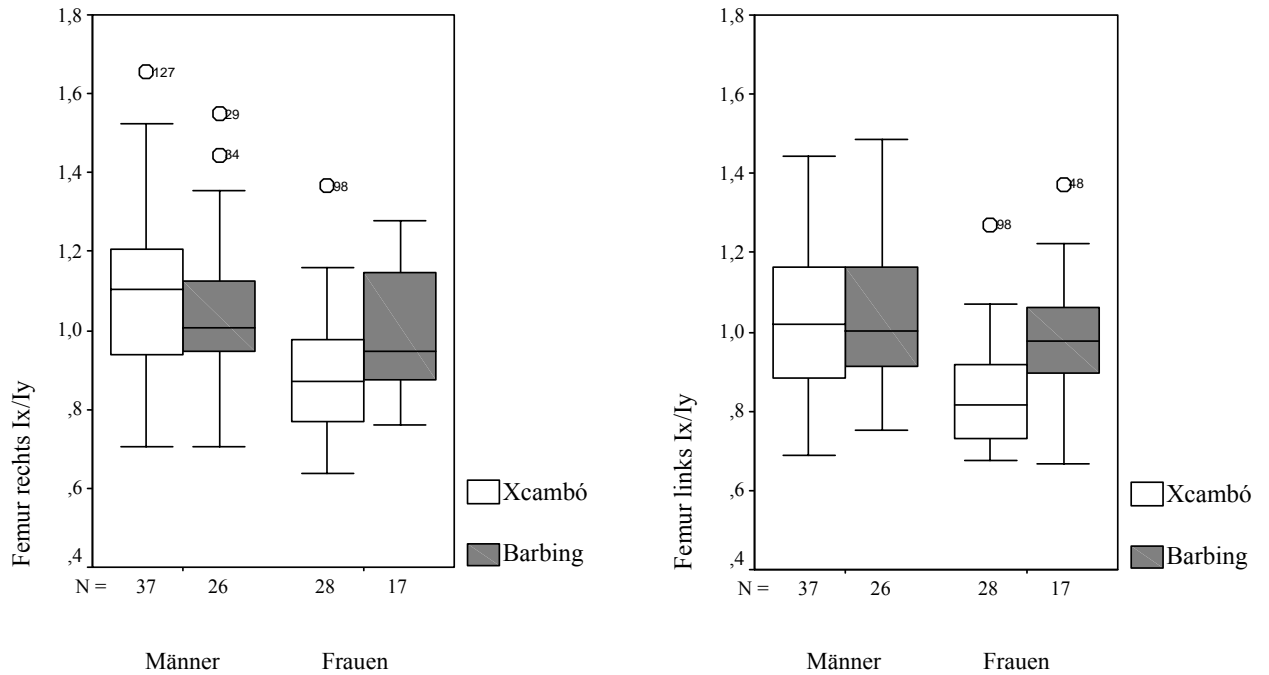 Femur rechts Ix/Iy
1,8
1,6
1,4
1,2
1,0
,8
,6
,4
127
29
34
98
N = 37 26 28 17
Männer Frauen
Xcambó
Barbing
Femur links Ix/Iy
1,8
1,6
1,4
1,2
1,0
,8
,6
,4
98
48
N = 37 26 28 17
Männer Frauen
Xcambó
Barbing